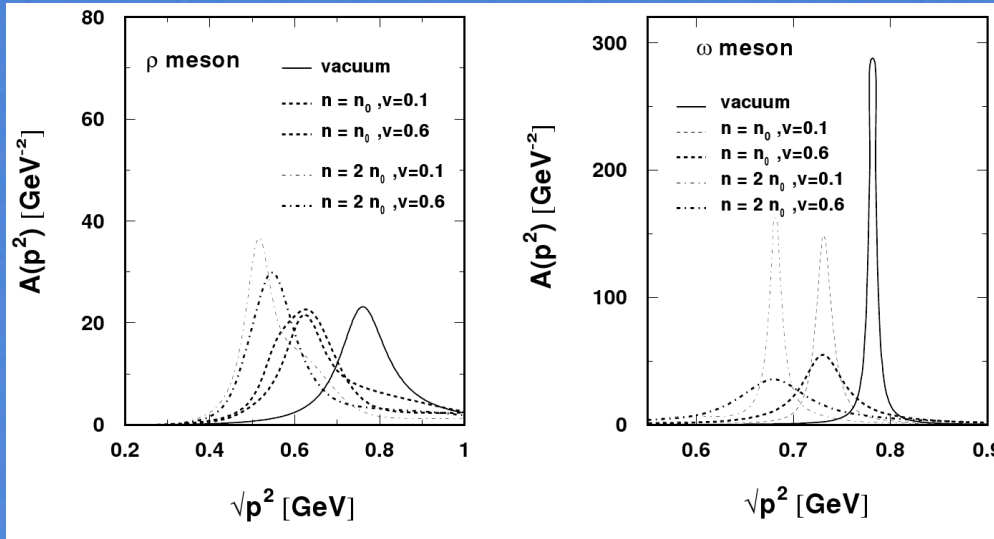 80
60
40
20
0
A(p²) [GeV⁻²]
ρ meson
vacuum
n = n₀ ,v=0.1
n = n₀ ,v=0.6
n = 2 n₀ ,v=0.1
n = 2 n₀ ,v=0.6
0.2 0.4 0.6 0.8 1
√p² [GeV]
300
200
100
0
A(p²) [GeV⁻²]
ω meson
vacuum
n = n₀ ,v=0.1
n = n₀ ,v=0.6
n = 2 n₀ ,v=0.1
n = 2 n₀ ,v=0.6
0.6 0.7 0.8 0.9
√p² [GeV]